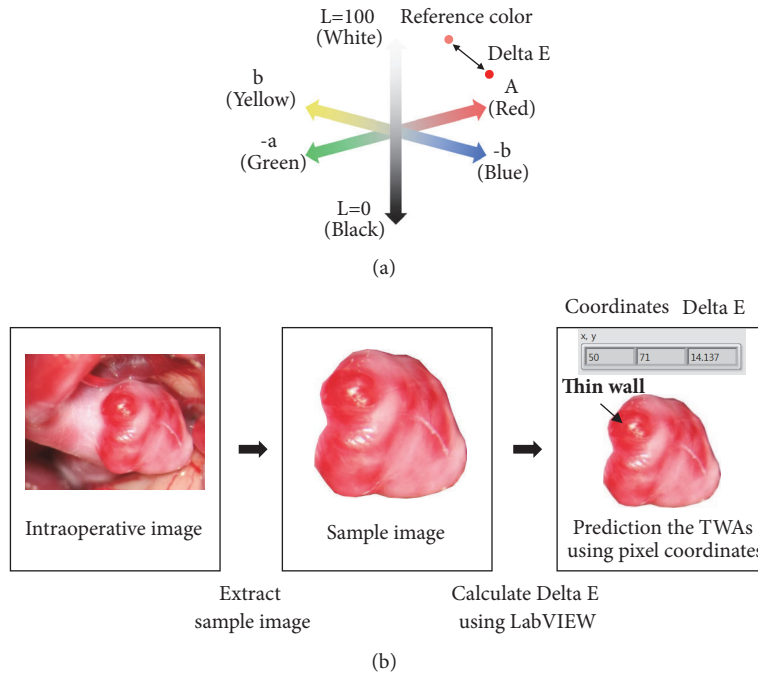 L=100
(White)
Reference color
Delta E
b
(Yellow)
A
(Red)
-a
(Green)
-b
(Blue)
L=0
(Black)
(a)
Coordinates Delta E
x, y
50 71 14.137
Thin wall
Intraoperative image
Sample image
Prediction the TWAs
using pixel coordinates
Extract
sample image
Calculate Delta E
using LabVIEW
(b)